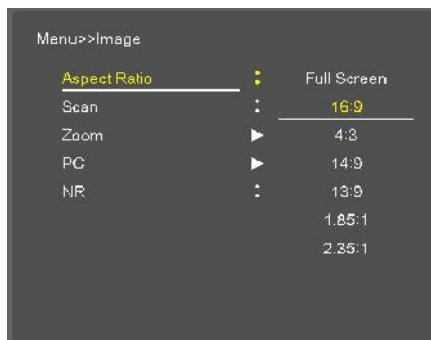 Menu>>Image
Aspect Ratio : Full Screen
Scan : 16:9
Zoom ▶ 4:3
PC ▶ 14:9
NR : 13:9
1.85:1
2.35:1